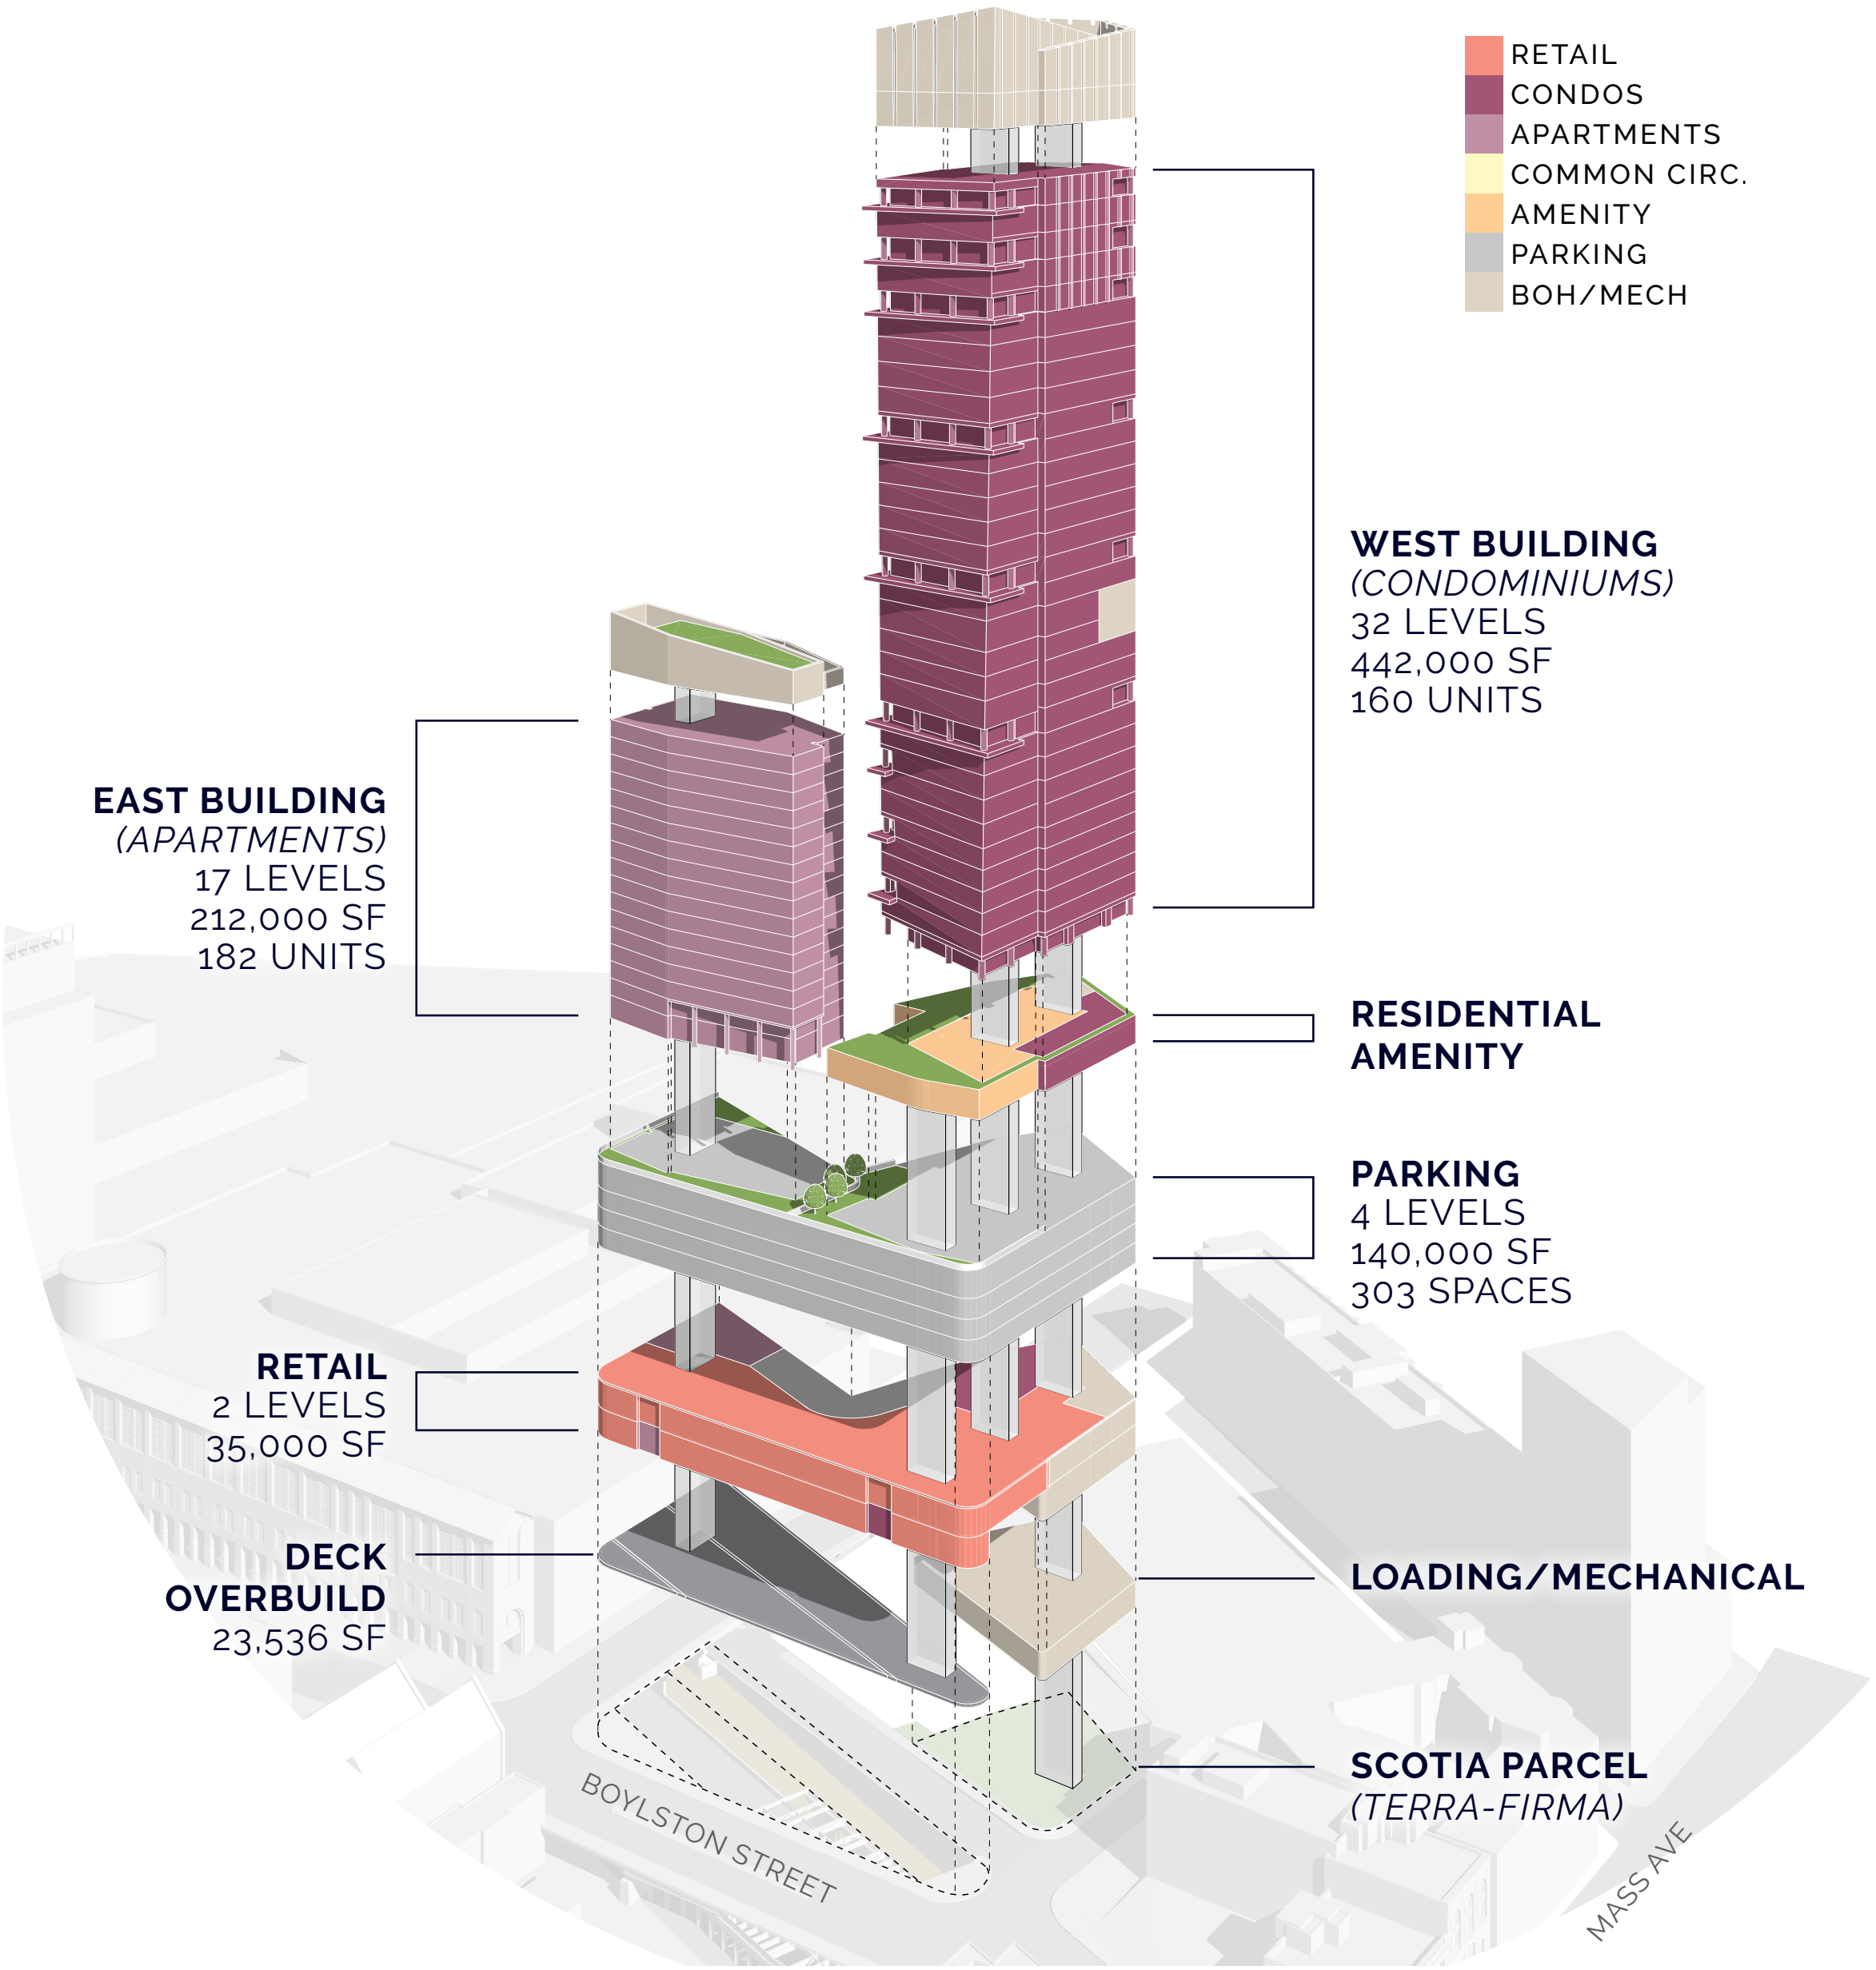 RETAIL
CONDOS
APARTMENTS
COMMON CIRC.
AMENITY
PARKING
BOH/MECH
WEST BUILDING
(CONDOMINIUMS)
32 LEVELS
442,000 SF
160 UNITS
EAST BUILDING
(APARTMENTS)
17 LEVELS
212,000 SF
182 UNITS
RESIDENTIAL
AMENITY
PARKING
4 LEVELS
140,000 SF
303 SPACES
RETAIL
2 LEVELS
35,000 SF
DECK
OVERBUILD
23,536 SF
LOADING/MECHANICAL
SCOTIA PARCEL
(TERRA-FIRMA)
BOYLSTON STREET
MASS AVE